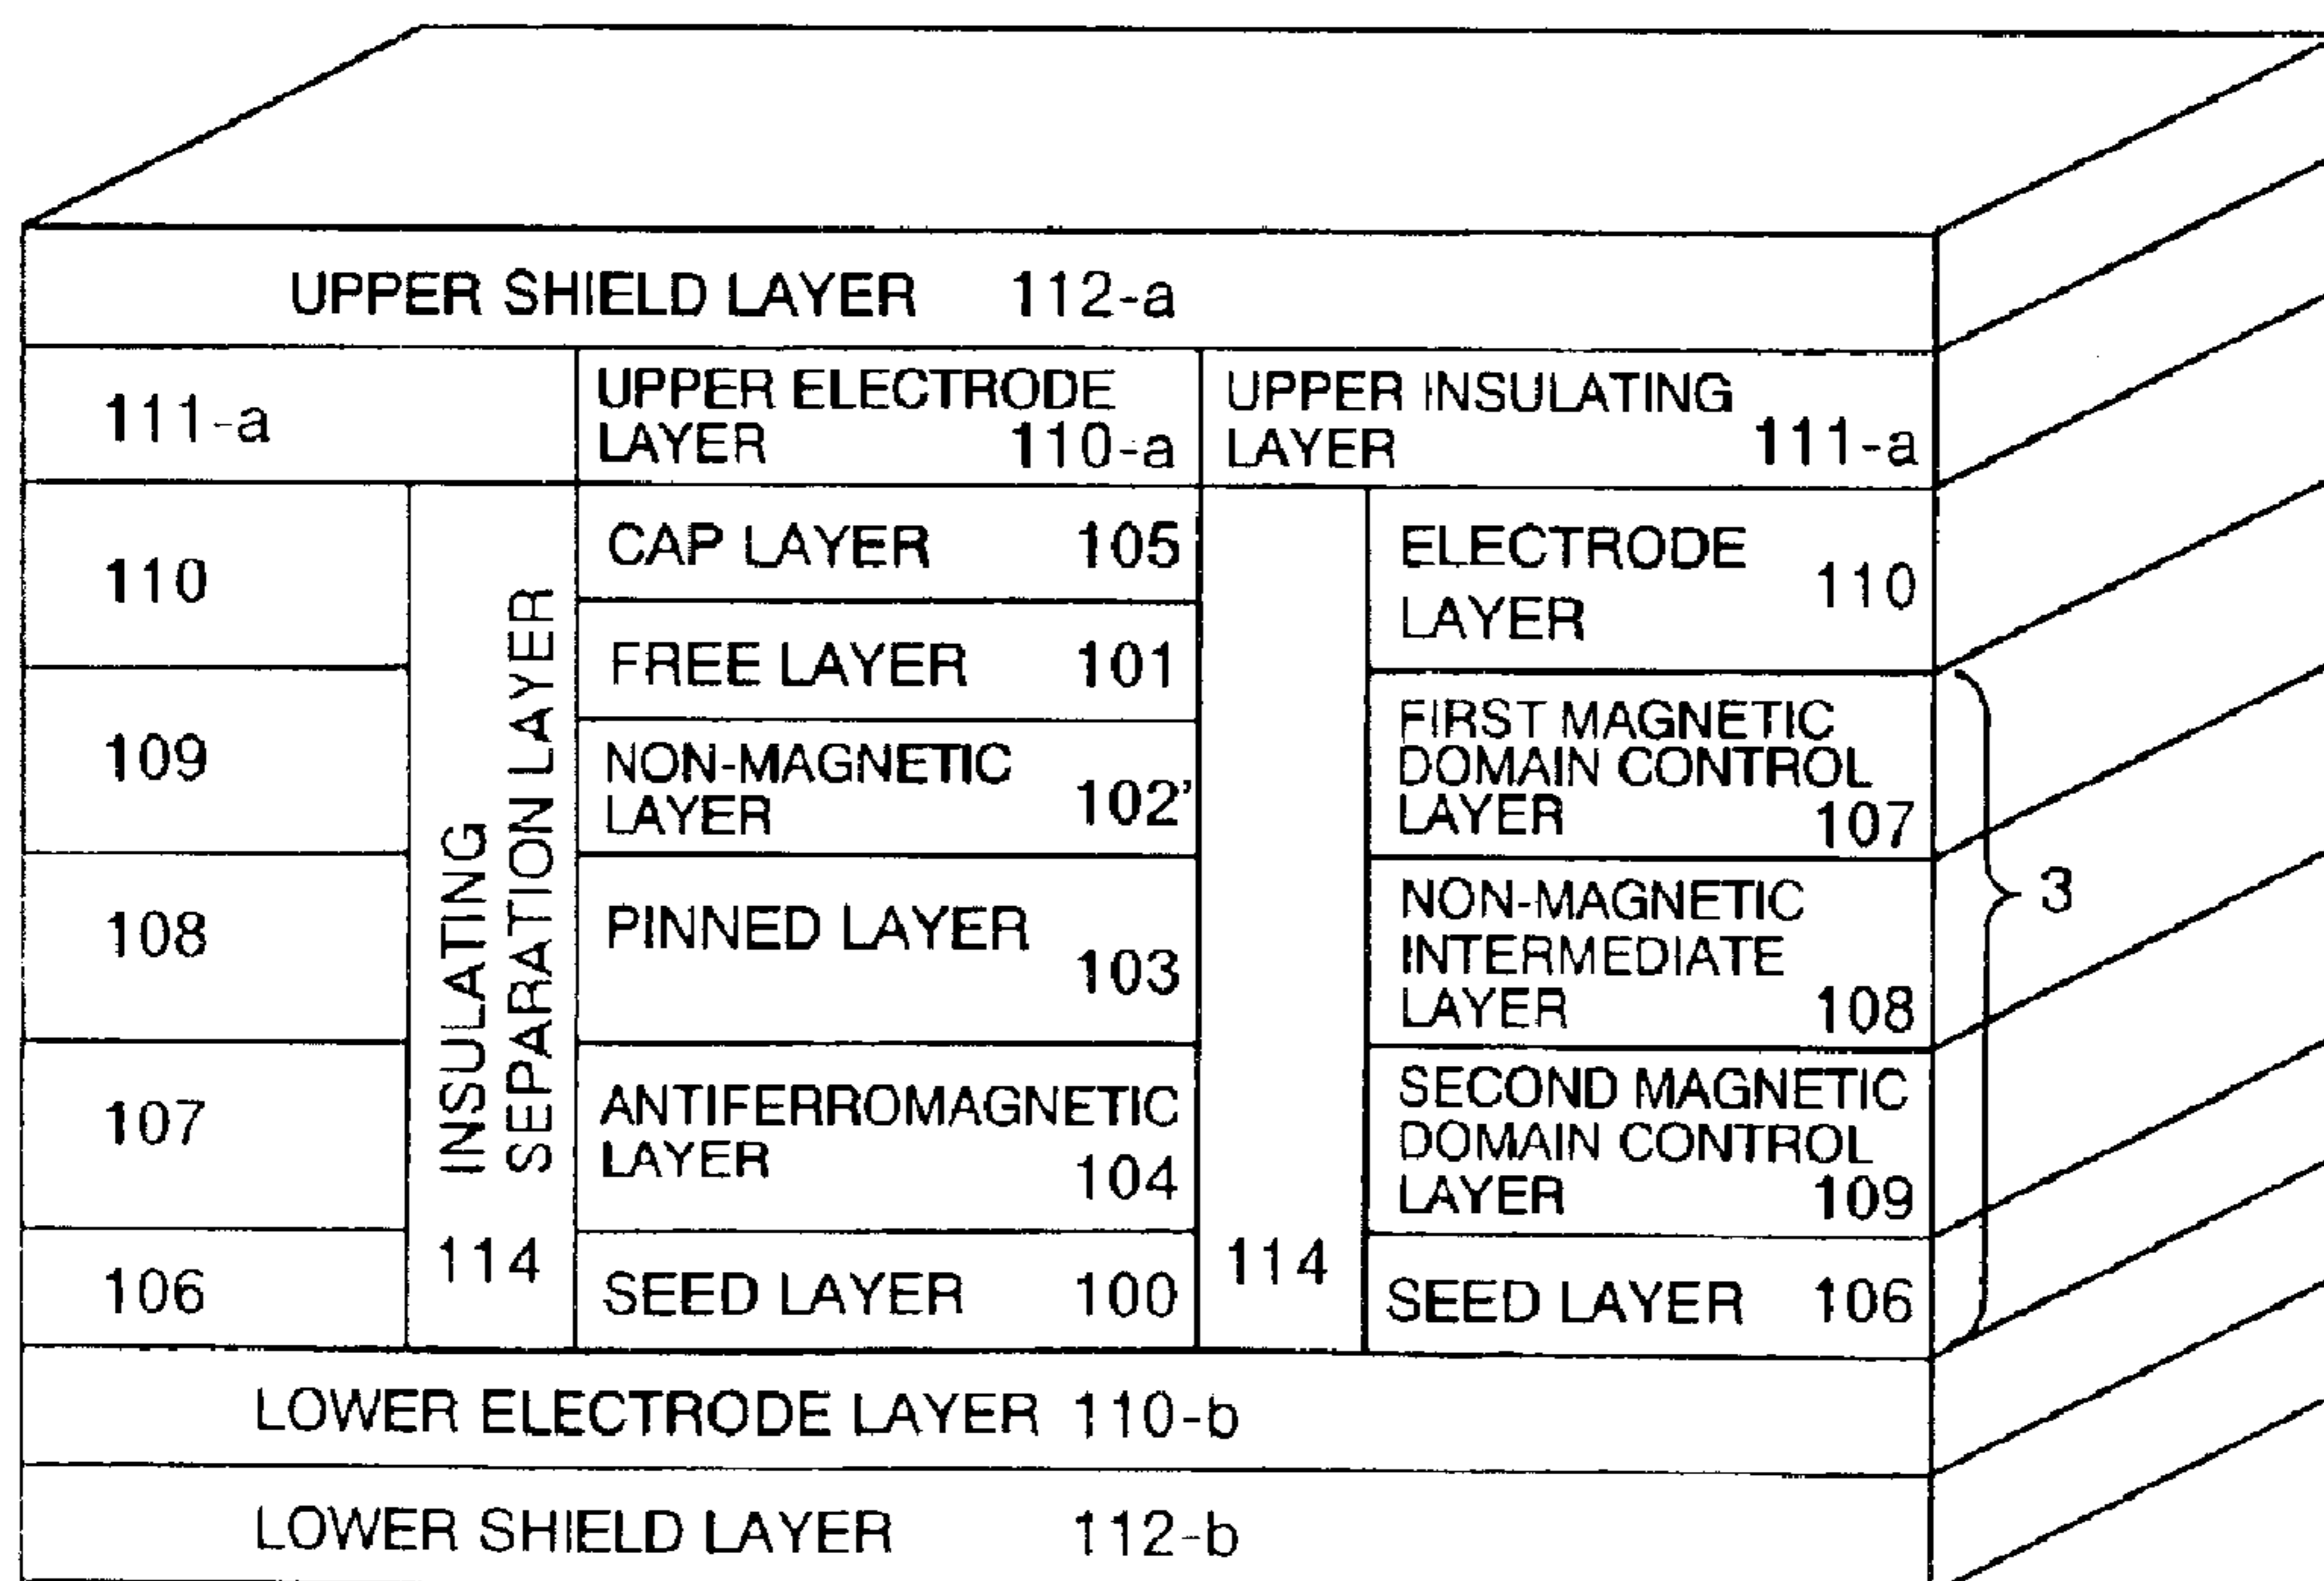 UPPER SHIELD LAYER 112-a
111-a
UPPER ELECTRODE
LAYER 110-a
UPPER INSULATING
LAYER 111-a
110
109
108
107
106
INSULATING
SEPARATION LAYER
114
CAP LAYER 105
FREE LAYER 101
NON-MAGNETIC
LAYER 102'
PINNED LAYER
103
ANTIFERROMAGNETIC
LAYER
104
SEED LAYER 100
114
ELECTRODE
LAYER 110
FIRST MAGNETIC
DOMAIN CONTROL
LAYER 107
NON-MAGNETIC
INTERMEDIATE
LAYER 108
SECOND MAGNETIC
DOMAIN CONTROL
LAYER 109
SEED LAYER 106
3
LOWER ELECTRODE LAYER 110-b
LOWER SHIELD LAYER 112-b